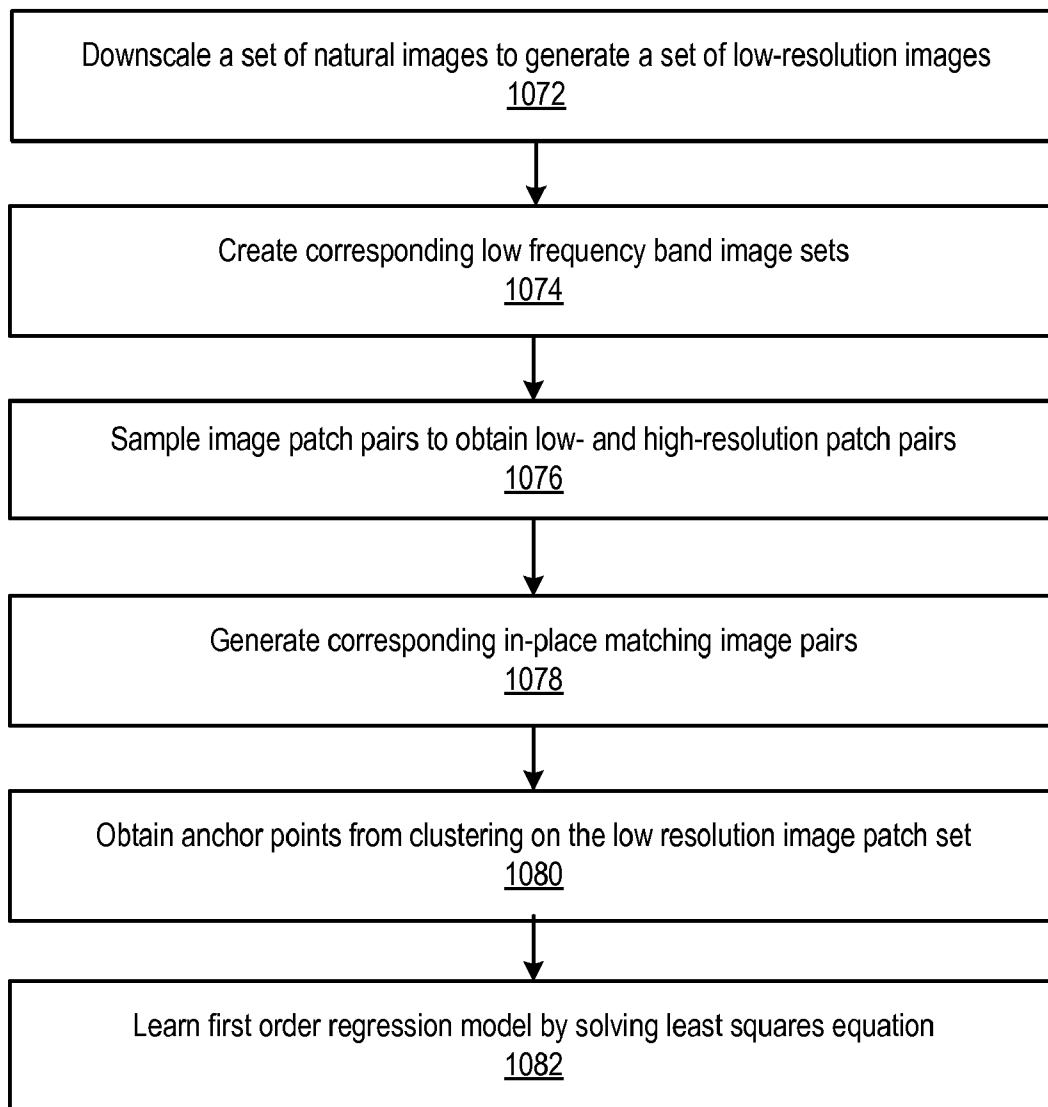 Downscale a set of natural images to generate a set of low-resolution images
1072
Create corresponding low frequency band image sets
1074
Sample image patch pairs to obtain low- and high-resolution patch pairs
1076
Generate corresponding in-place matching image pairs
1078
Obtain anchor points from clustering on the low resolution image patch set
1080
Learn first order regression model by solving least squares equation
1082